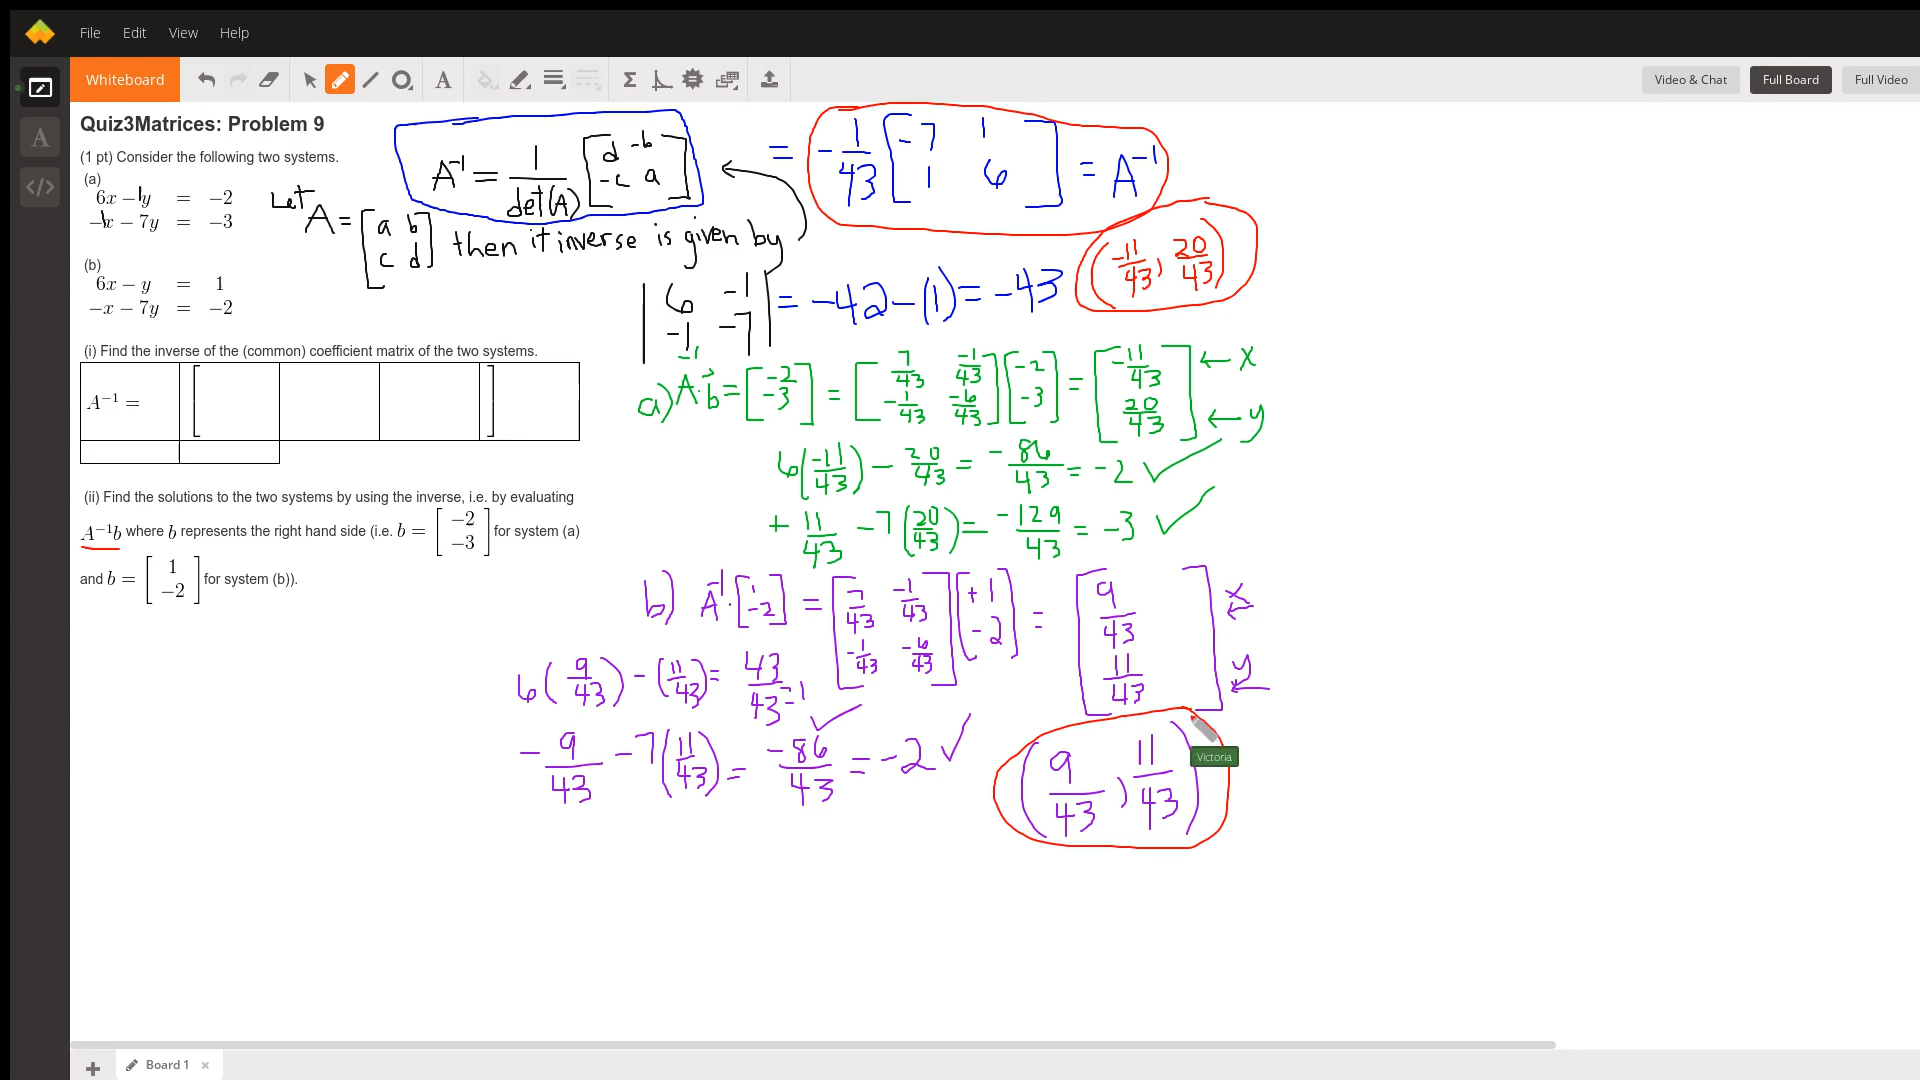 File Edit View Help
Whiteboard
Video & Chat Full Board Full Video
Quiz3Matrices: Problem 9
(1 pt) Consider the following two systems.
(a)
6x − 1y = −2
−1x − 7y = −3
(b)
6x − y = 1
−x − 7y = −2
(i) Find the inverse of the (common) coefficient matrix of the two systems.
A⁻¹ = [ ]
(ii) Find the solutions to the two systems by using the inverse, i.e. by evaluating
A⁻¹b where b represents the right hand side (i.e. b = [−2 −3] for system (a)
and b = [1 −2] for system (b)).
A⁻¹ = 1/det(A) [d −b; −c a]
= −1/43 [−7 1; 1 6] = A⁻¹
Let A = [a b; c d] then it inverse is given by
(−11/43, 20/43)
|6 −1; −1 −7| = −42 − (1) = −43
a) A⁻¹·b = [−2; −3] = [7/43 −1/43; −1/43 −6/43] [−2; −3] = [−11/43; 20/43] ← x ← y
6(−11/43) − 20/43 = −86/43 = −2 ✓
+ 11/43 − 7(20/43) = −129/43 = −3 ✓
b) A⁻¹·[1; −2] = [7/43 −1/43; −1/43 −6/43] [+1; −2] = [9/43; 11/43] x ← y ←
6(9/43) − (11/43) = 43/43 = 1 ✓
−9/43 − 7(11/43) = −86/43 = −2 ✓
(9/43, 11/43)
Victoria
Board 1